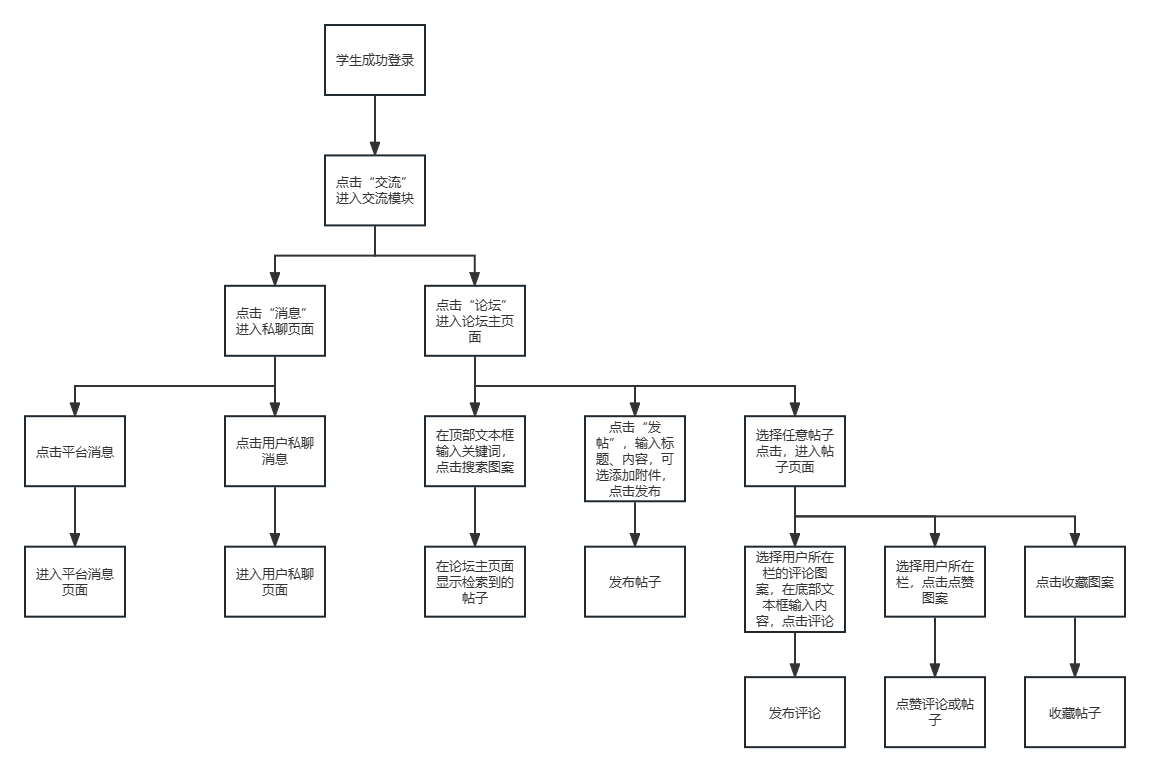 学生成功登录
点击“交流”
进入交流模块
点击“消息”
进入私聊页面
点击“论坛”
进入论坛主页
面
点击平台消息
点击用户私聊
消息
在顶部文本框
输入关键词，
点击搜索图案
点击“发
帖”，输入标
题、内容，可
选添加附件，
点击发布
选择任意帖子
点击，进入帖
子页面
进入平台消息
页面
进入用户私聊
页面
在论坛主页面
显示检索到的
帖子
发布帖子
选择用户所在
栏的评论图
案，在底部文
本框输入内
容，点击评论
选择用户所在
栏，点击点赞
图案
点击收藏图案
发布评论
点赞评论或帖
子
收藏帖子